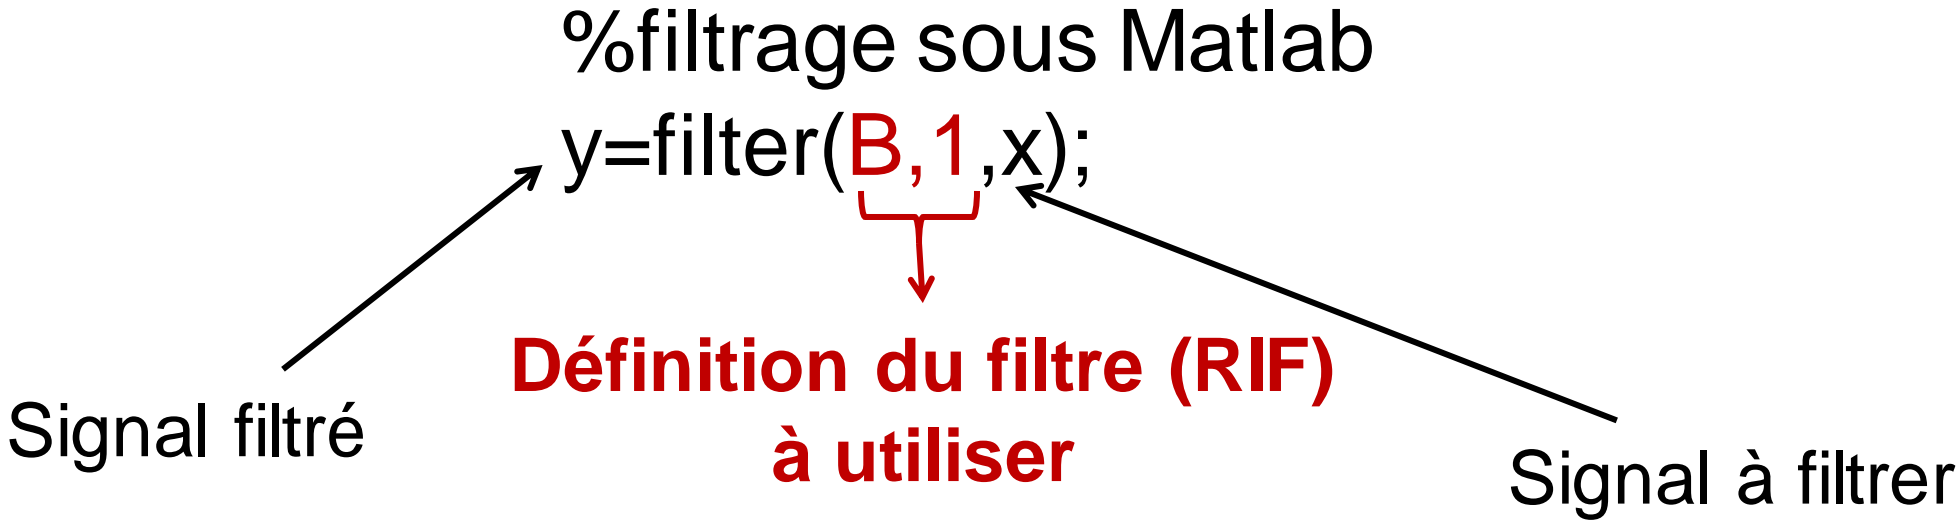 %filtrage sous Matlab
y=filter(B,1,x);
Définition du filtre (RIF)
à utiliser
Signal filtré
Signal à filtrer